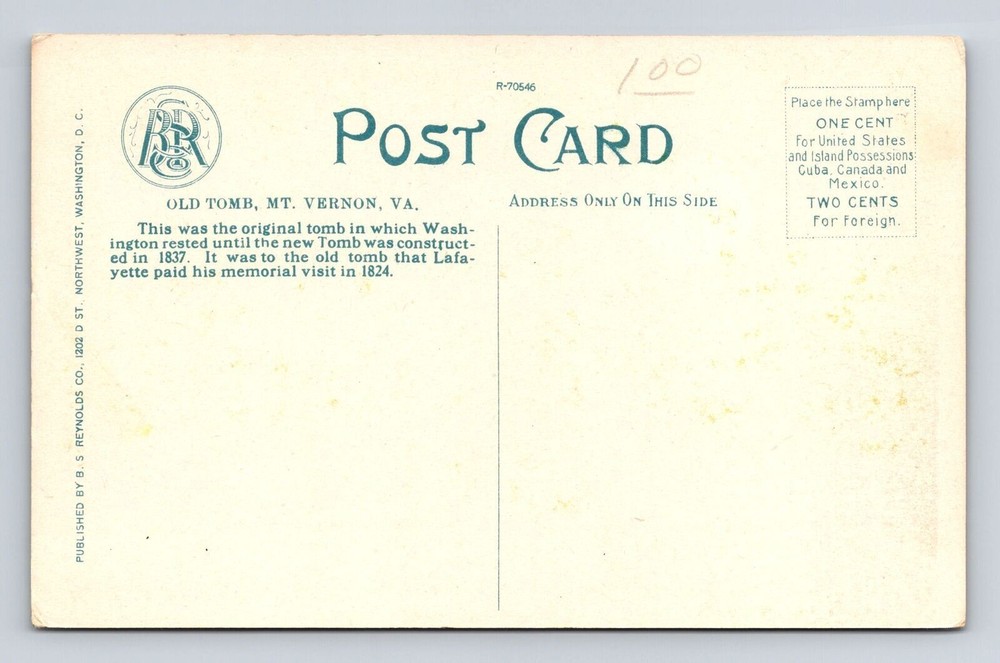 R-70546
100
POST CARD
Place the Stamp here
ONE CENT
For United States
and Island Possessions
Cuba, Canada and
Mexico.
TWO CENTS
For Foreign.
BSR Co
OLD TOMB, MT. VERNON, VA.
ADDRESS ONLY ON THIS SIDE
This was the original tomb in which Wash-
ington rested until the new Tomb was construct-
ed in 1837. It was to the old tomb that Lafa-
yette paid his memorial visit in 1824.
PUBLISHED BY B. S REYNOLDS CO., 1202 D ST. NORTHWEST, WASHINGTON, D. C.